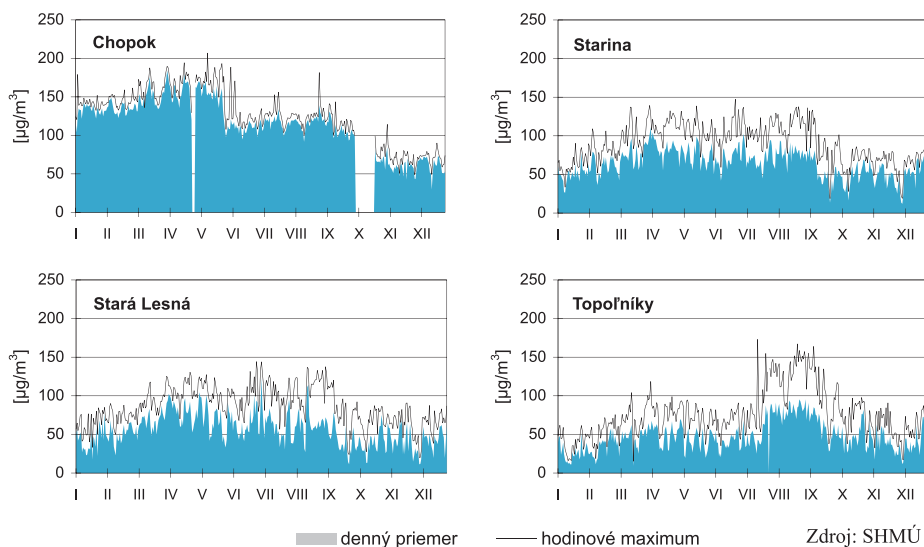 Chopok
[µg/m³]
250
200
150
100
50
0
I II III IV V VI VII VIII IX X XI XII
Starina
[µg/m³]
250
200
150
100
50
0
I II III IV V VI VII VIII IX X XI XII
Stará Lesná
[µg/m³]
250
200
150
100
50
0
I II III IV V VI VII VIII IX X XI XII
Topoľníky
[µg/m³]
250
200
150
100
50
0
I II III IV V VI VII VIII IX X XI XII
denný priemer hodinové maximum Zdroj: SHMÚ